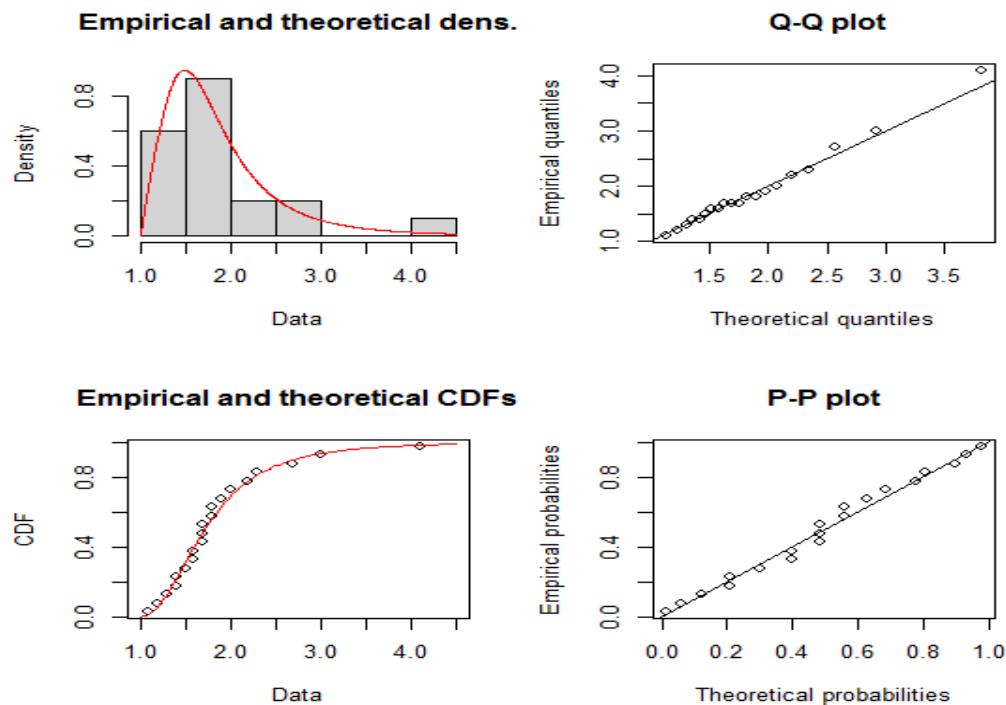 Empirical and theoretical dens.
Density
0.0 0.4 0.8
1.0 2.0 3.0 4.0
Data
Q-Q plot
Empirical quantiles
1.0 2.0 3.0 4.0
1.5 2.0 2.5 3.0 3.5
Theoretical quantiles
Empirical and theoretical CDFs
CDF
0.0 0.4 0.8
1.0 2.0 3.0 4.0
Data
P-P plot
Empirical probabilities
0.0 0.4 0.8
0.0 0.2 0.4 0.6 0.8 1.0
Theoretical probabilities